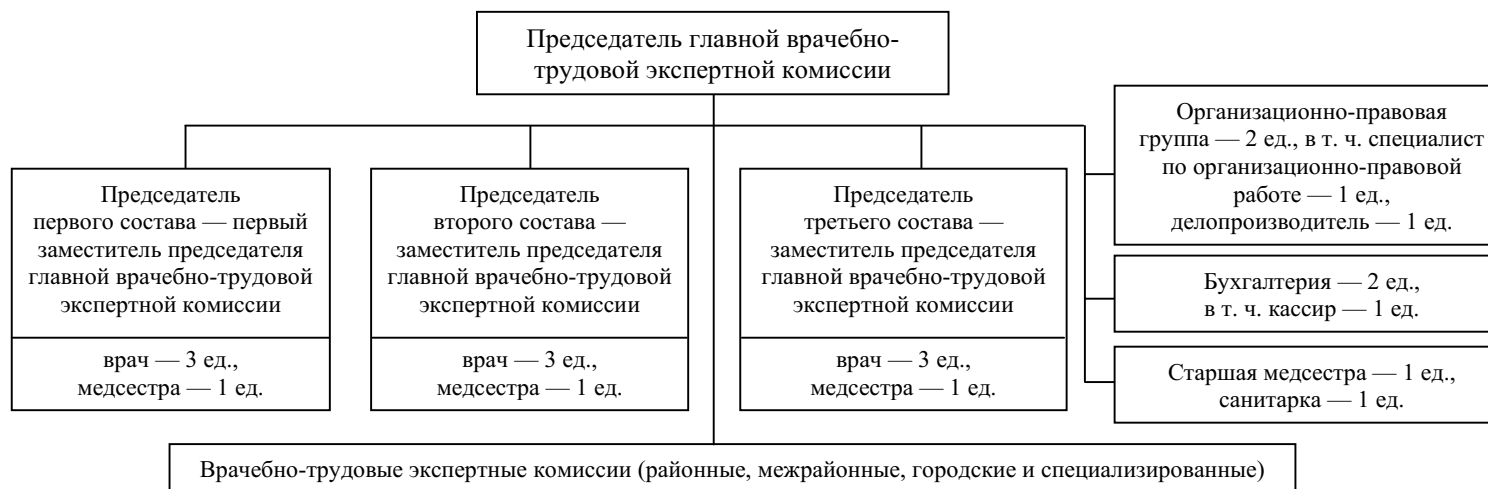 Председатель главной врачебно-
трудовой экспертной комиссии
Председатель
первого состава — первый
заместитель председателя
главной врачебно-трудовой
экспертной комиссии
врач — 3 ед.,
медсестра — 1 ед.
Председатель
второго состава —
заместитель председателя
главной врачебно-трудовой
экспертной комиссии
врач — 3 ед.,
медсестра — 1 ед.
Председатель
третьего состава —
заместитель председателя
главной врачебно-трудовой
экспертной комиссии
врач — 3 ед.,
медсестра — 1 ед.
Организационно-правовая
группа — 2 ед., в т. ч. специалист
по организационно-правовой
работе — 1 ед.,
делопроизводитель — 1 ед.
Бухгалтерия — 2 ед.,
в т. ч. кассир — 1 ед.
Старшая медсестра — 1 ед.,
санитарка — 1 ед.
Врачебно-трудовые экспертные комиссии (районные, межрайонные, городские и специализированные)